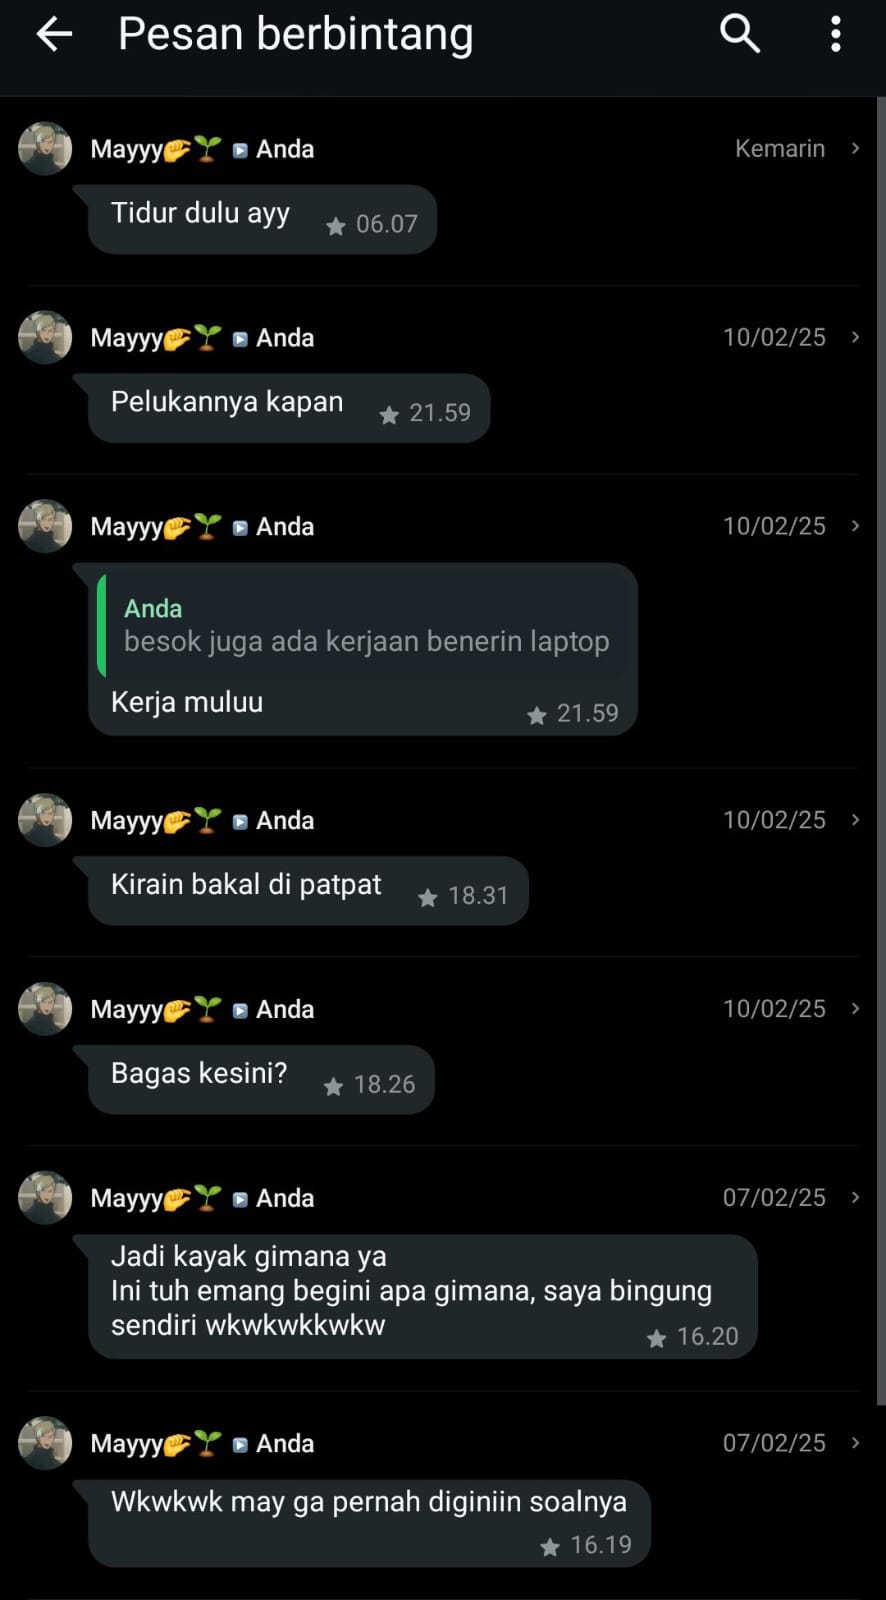 Pesan berbintang
Mayyy🫴🌱 ▶️ Anda Kemarin
Tidur dulu ayy
06.07
Mayyy🫴🌱 ▶️ Anda 10/02/25
Pelukannya kapan
21.59
Mayyy🫴🌱 ▶️ Anda 10/02/25
Anda
besok juga ada kerjaan benerin laptop
Kerja muluu
21.59
Mayyy🫴🌱 ▶️ Anda 10/02/25
Kirain bakal di patpat
18.31
Mayyy🫴🌱 ▶️ Anda 10/02/25
Bagas kesini?
18.26
Mayyy🫴🌱 ▶️ Anda 07/02/25
Jadi kayak gimana ya
Ini tuh emang begini apa gimana, saya bingung
sendiri wkwkwkkwkw
16.20
Mayyy🫴🌱 ▶️ Anda 07/02/25
Wkwkwk may ga pernah diginiin soalnya
16.19